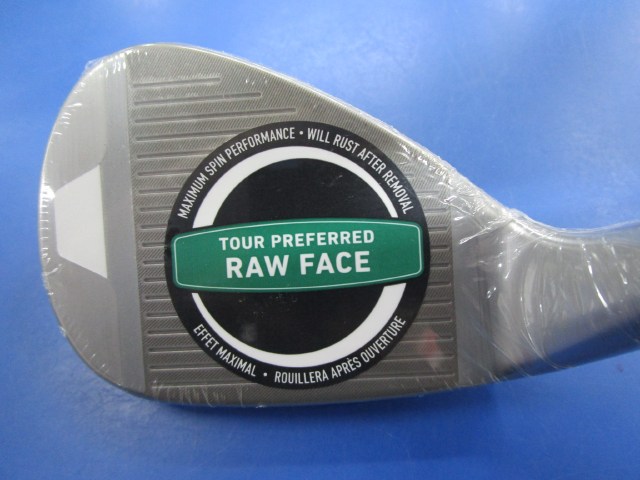 MAXIMUM SPIN PERFORMANCE • WILL RUST AFTER REMOVAL
TOUR PREFERRED
RAW FACE
EFFET MAXIMAL • ROUILLERA APRÈS OUVERTURE